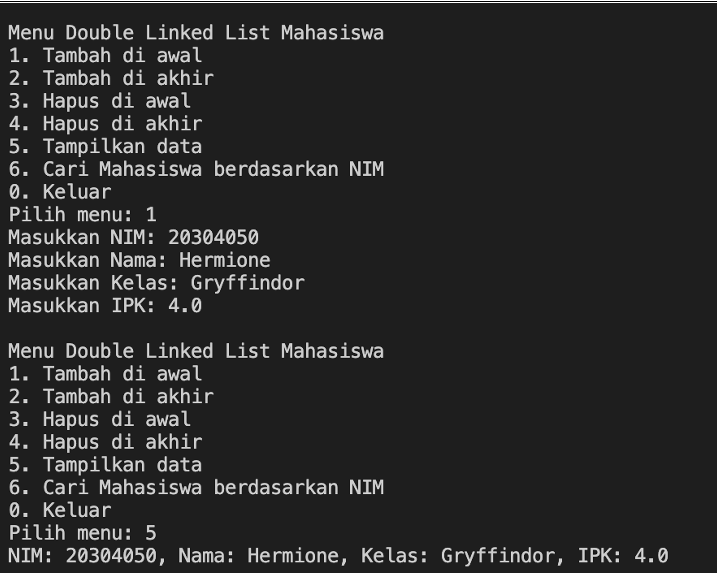 Menu Double Linked List Mahasiswa
1. Tambah di awal
2. Tambah di akhir
3. Hapus di awal
4. Hapus di akhir
5. Tampilkan data
6. Cari Mahasiswa berdasarkan NIM
0. Keluar
Pilih menu: 1
Masukkan NIM: 20304050
Masukkan Nama: Hermione
Masukkan Kelas: Gryffindor
Masukkan IPK: 4.0
Menu Double Linked List Mahasiswa
1. Tambah di awal
2. Tambah di akhir
3. Hapus di awal
4. Hapus di akhir
5. Tampilkan data
6. Cari Mahasiswa berdasarkan NIM
0. Keluar
Pilih menu: 5
NIM: 20304050, Nama: Hermione, Kelas: Gryffindor, IPK: 4.0